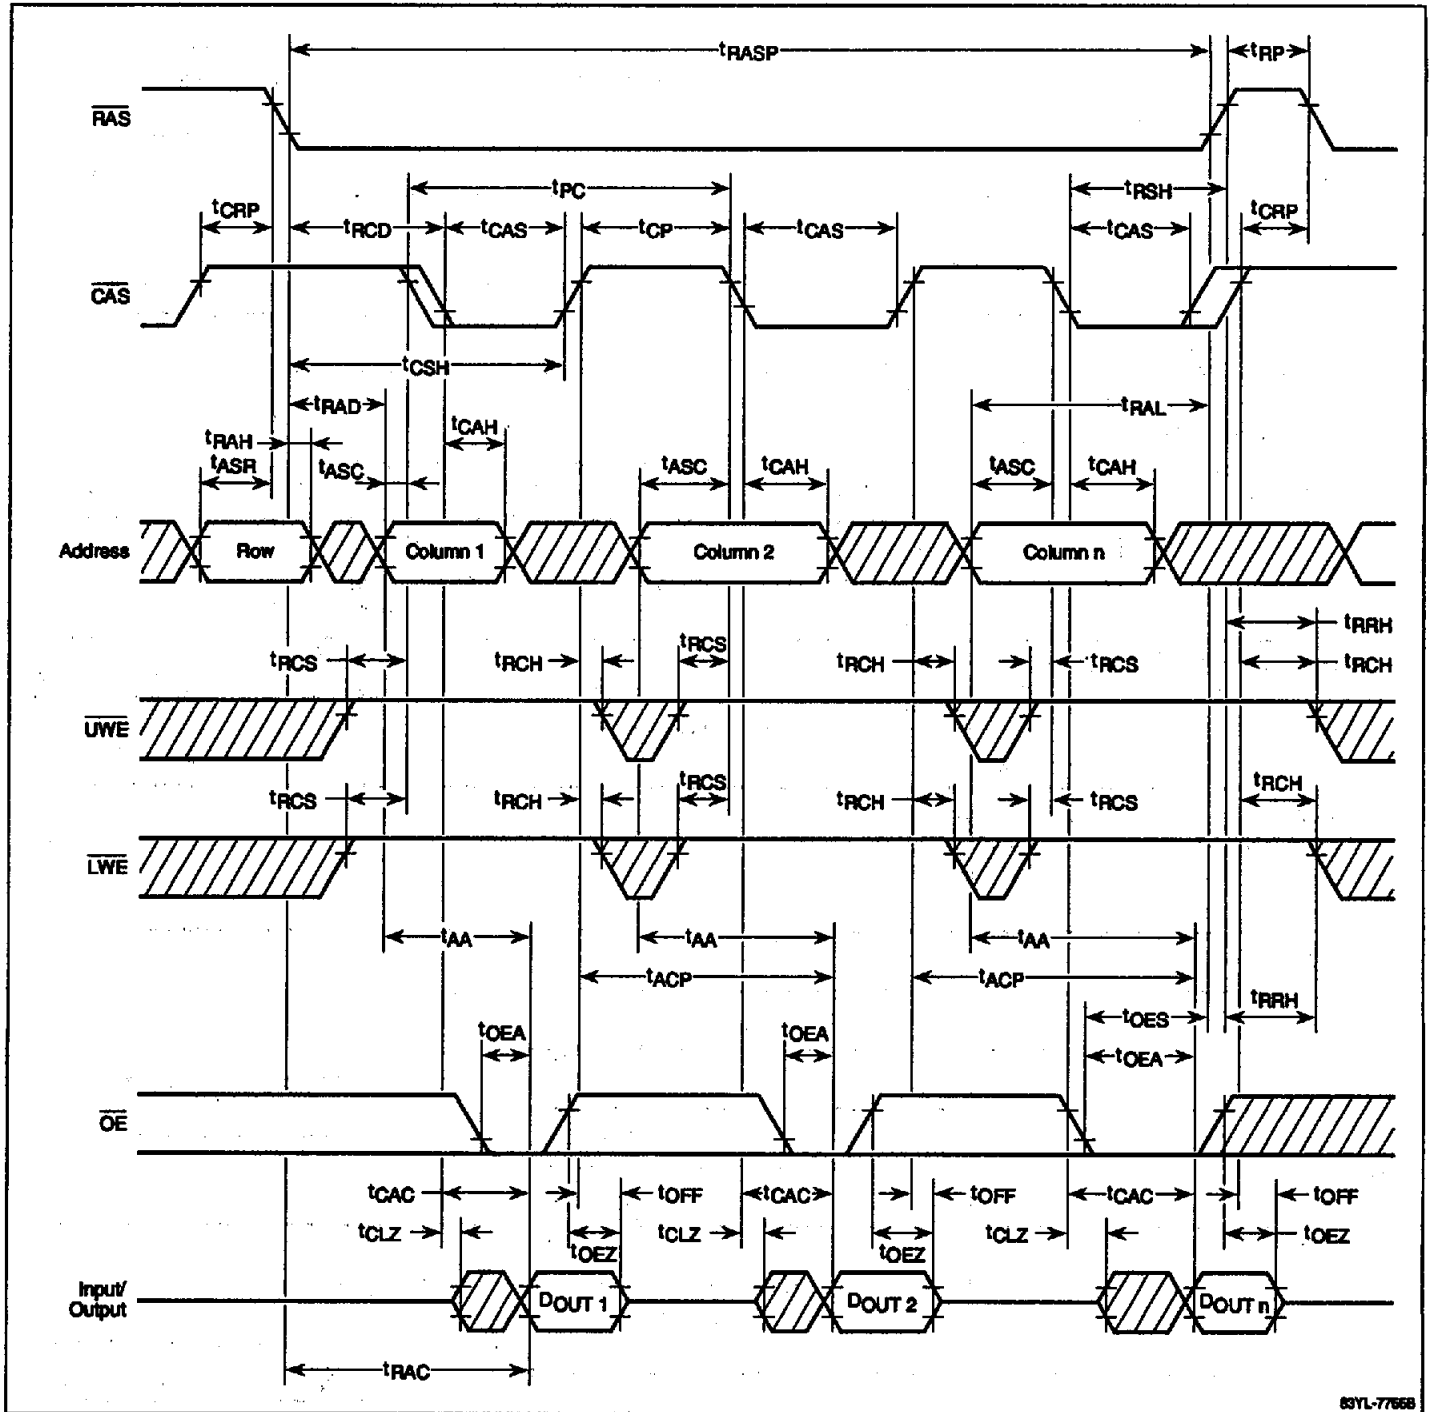 tRASP tRP
RAS
tPC tRSH
tCRP tRCD tCAS tCP tCAS tCAS tCRP
CAS
tCSH
tRAD tRAL
tRAH tCAH
tASR tASC tASC tCAH tASC tCAH
Address Row Column 1 Column 2 Column n
tRRH
tRCS tRCH tRCS tRCH tRCS tRCH
UWE
tRCS tRCH tRCS tRCH tRCS tRCH
LWE
tAA tAA tAA
tACP tACP
tOES tRRH
tOEA tOEA tOEA
OE
tCAC tOFF tCAC tOFF tCAC tOFF
tCLZ tOEZ tCLZ tOEZ tCLZ tOEZ
Input/
Output DOUT 1 DOUT 2 DOUT n
tRAC
83YL-7755B